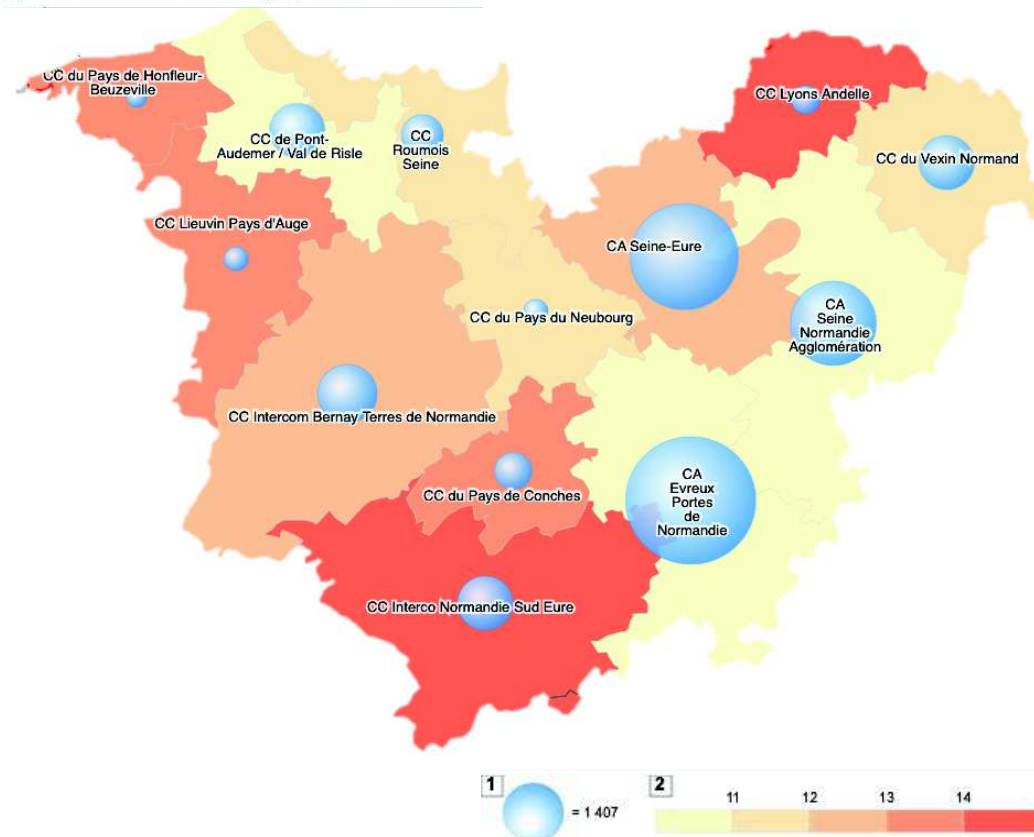 CC du Pays de Honfleur-
Beuzeville
CC de Pont-
Audemer / Val de Risle
CC
Roumois
Seine
CC Lyons Andelle
CC du Vexin Normand
CC Lieuvin Pays d'Auge
CA Seine-Eure
CC du Pays du Neubourg
CA
Seine
Normandie
Agglomération
CC Intercom Bernay Terres de Normandie
CC du Pays de Conches
CA
Evreux
Portes
de
Normandie
CC Interco Normandie Sud Eure
1
= 1 407
2
11 12 13 14